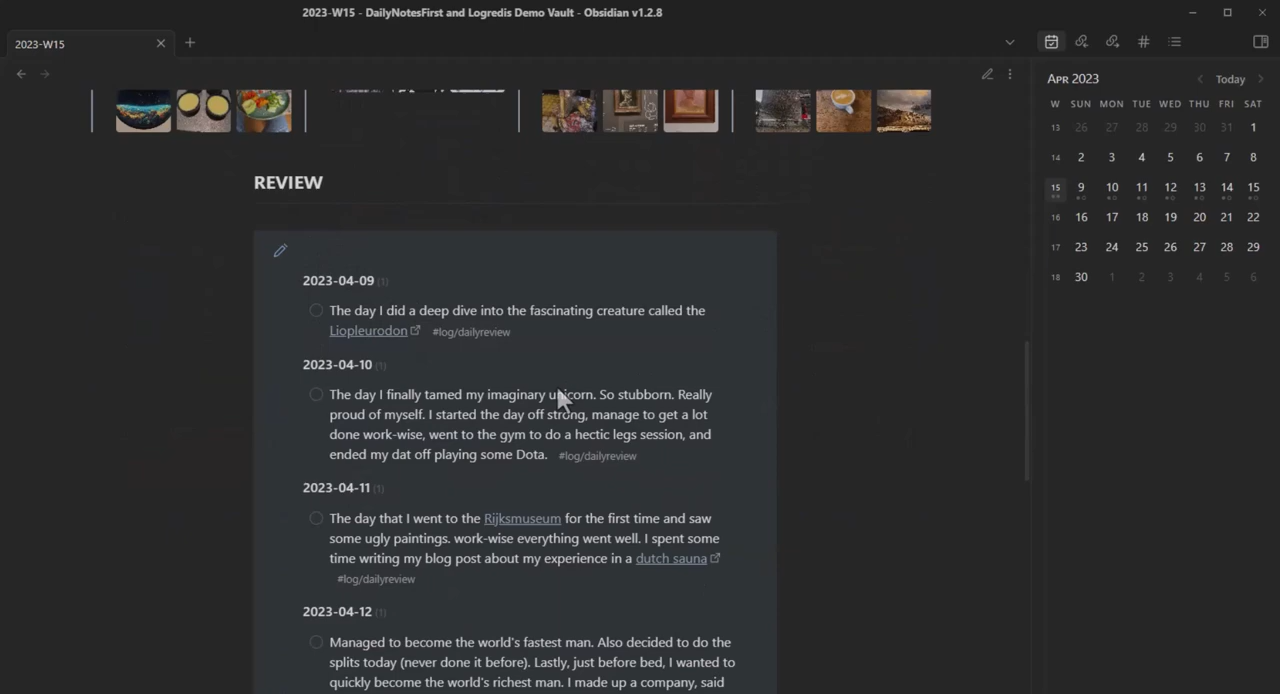 2023-W15 - DailyNotesFirst and Logredis Demo Vault - Obsidian v1.2.8
2023-W15
REVIEW
2023-04-09 (1)
The day I did a deep dive into the fascinating creature called the
Liopleurodon #log/dailyreview
2023-04-10 (1)
The day I finally tamed my imaginary unicorn. So stubborn. Really
proud of myself. I started the day off strong, manage to get a lot
done work-wise, went to the gym to do a hectic legs session, and
ended my dat off playing some Dota. #log/dailyreview
2023-04-11 (1)
The day that I went to the Rijksmuseum for the first time and saw
some ugly paintings. work-wise everything went well. I spent some
time writing my blog post about my experience in a dutch sauna
#log/dailyreview
2023-04-12 (1)
Managed to become the world's fastest man. Also decided to do the
splits today (never done it before). Lastly, just before bed, I wanted to
quickly become the world's richest man. I made up a company, said
APR 2023
Today
W SUN MON TUE WED THU FRI SAT
13 26 27 28 29 30 31 1
14 2 3 4 5 6 7 8
15 9 10 11 12 13 14 15
16 16 17 18 19 20 21 22
17 23 24 25 26 27 28 29
18 30 1 2 3 4 5 6